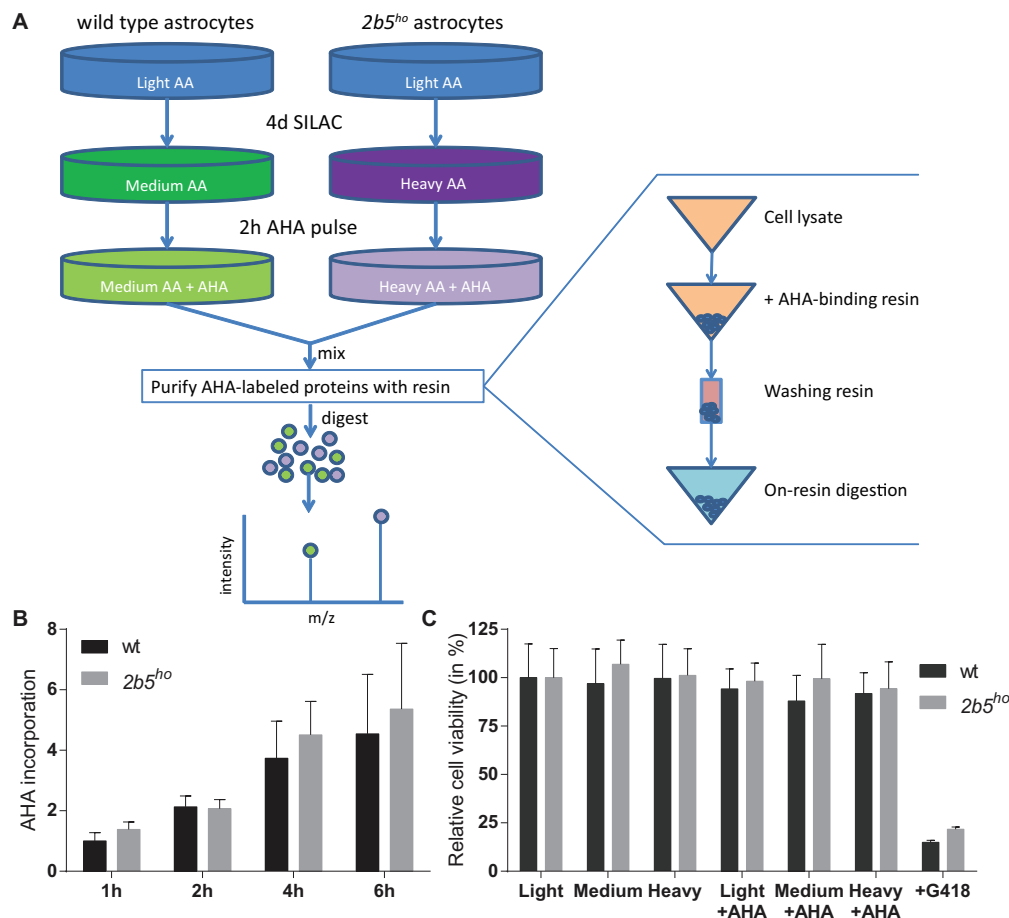 A
wild type astrocytes
2b5ho astrocytes
Light AA
Light AA
4d SILAC
Medium AA
Heavy AA
2h AHA pulse
Medium AA + AHA
Heavy AA + AHA
mix
Purify AHA-labeled proteins with resin
digest
intensity
m/z
Cell lysate
+ AHA-binding resin
Washing resin
On-resin digestion
B
AHA incorporation
8
6
4
2
0
wt
2b5ho
1h 2h 4h 6h
C
Relative cell viability (in %)
125
100
75
50
25
0
Light Medium Heavy Light +AHA Medium +AHA Heavy +AHA +G418
wt
2b5ho